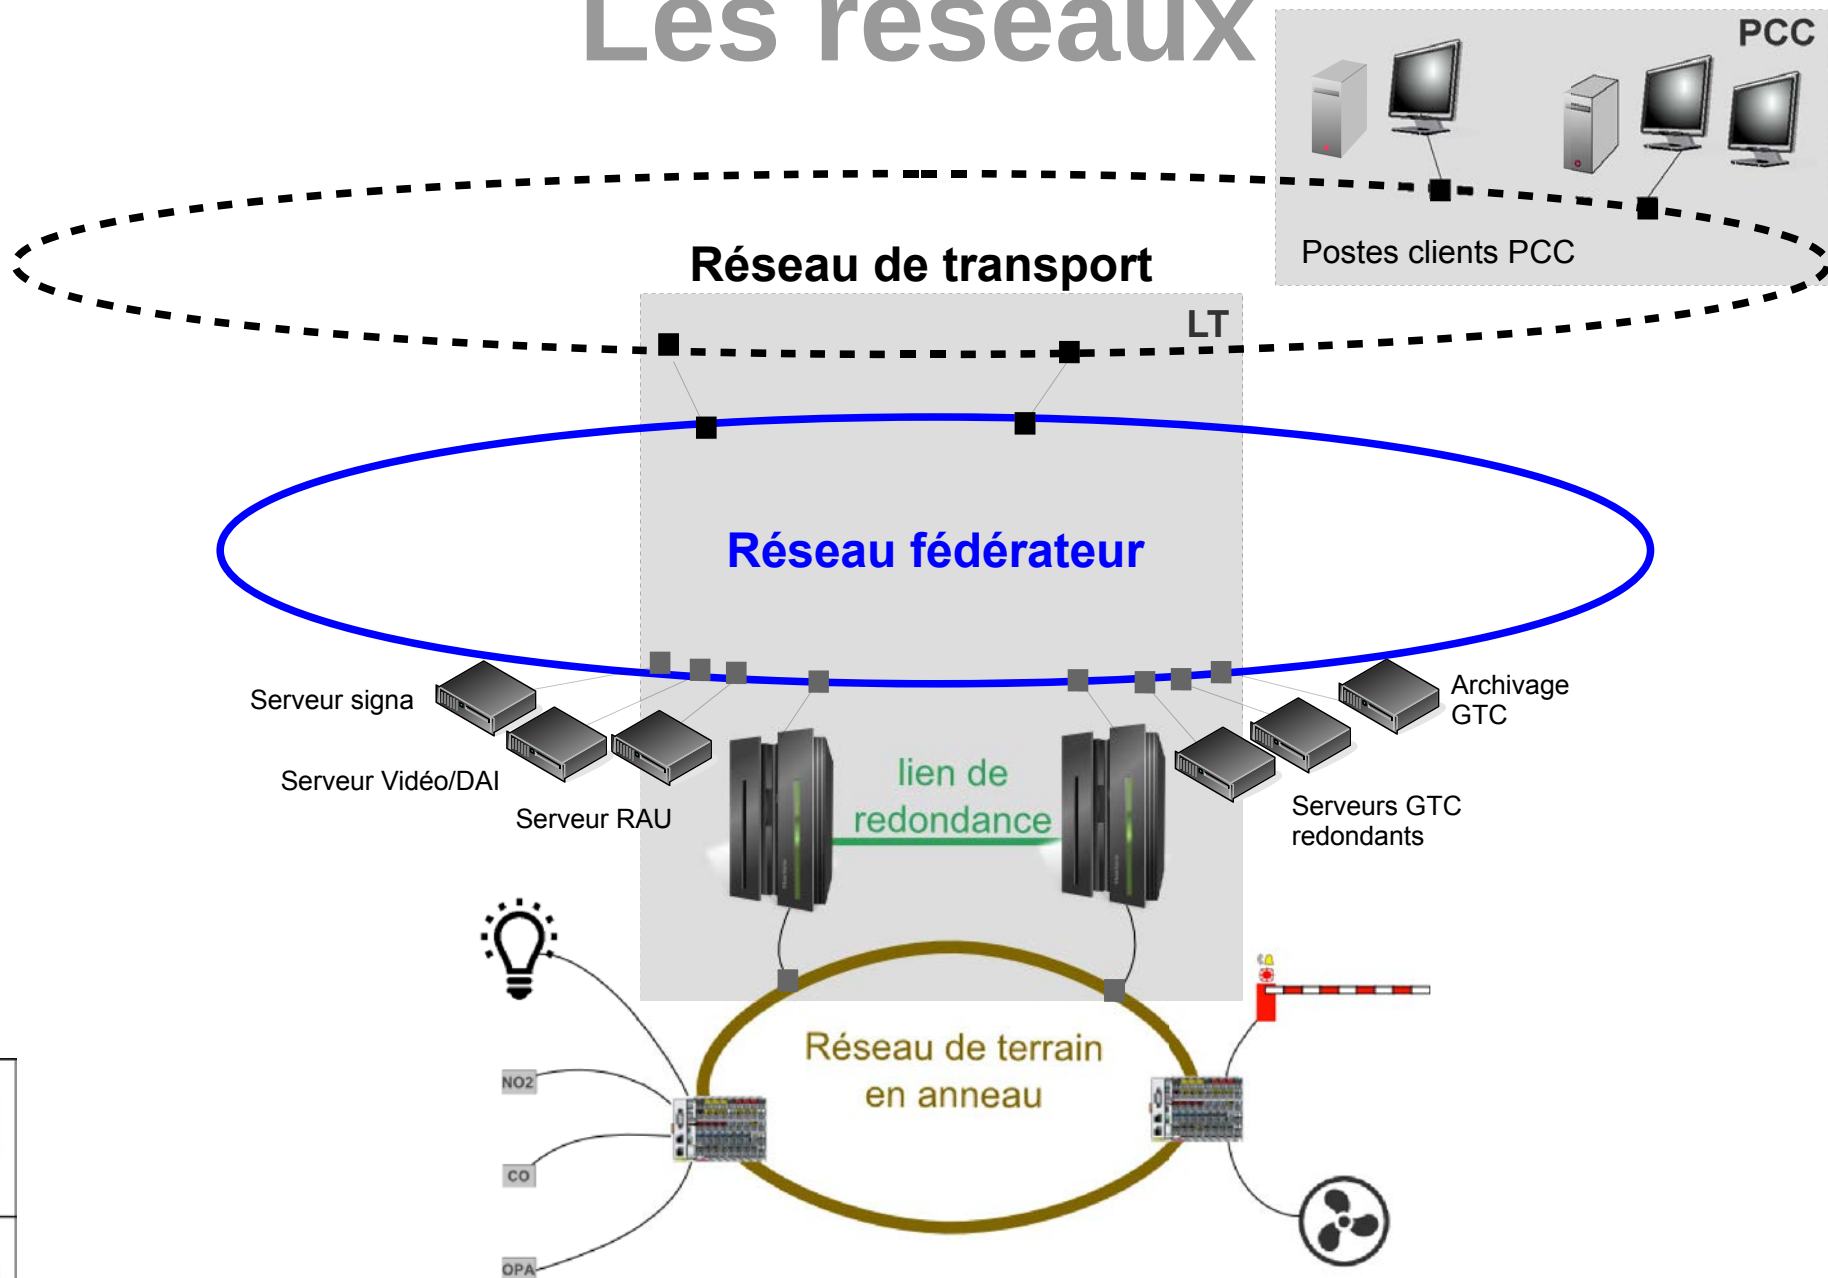 Les réseaux
PCC
Postes clients PCC
Réseau de transport
LT
Réseau fédérateur
Serveur signa
Serveur Vidéo/DAI
Serveur RAU
lien de
redondance
Archivage
GTC
Serveurs GTC
redondants
Réseau de terrain
en anneau
NO2
CO
OPA